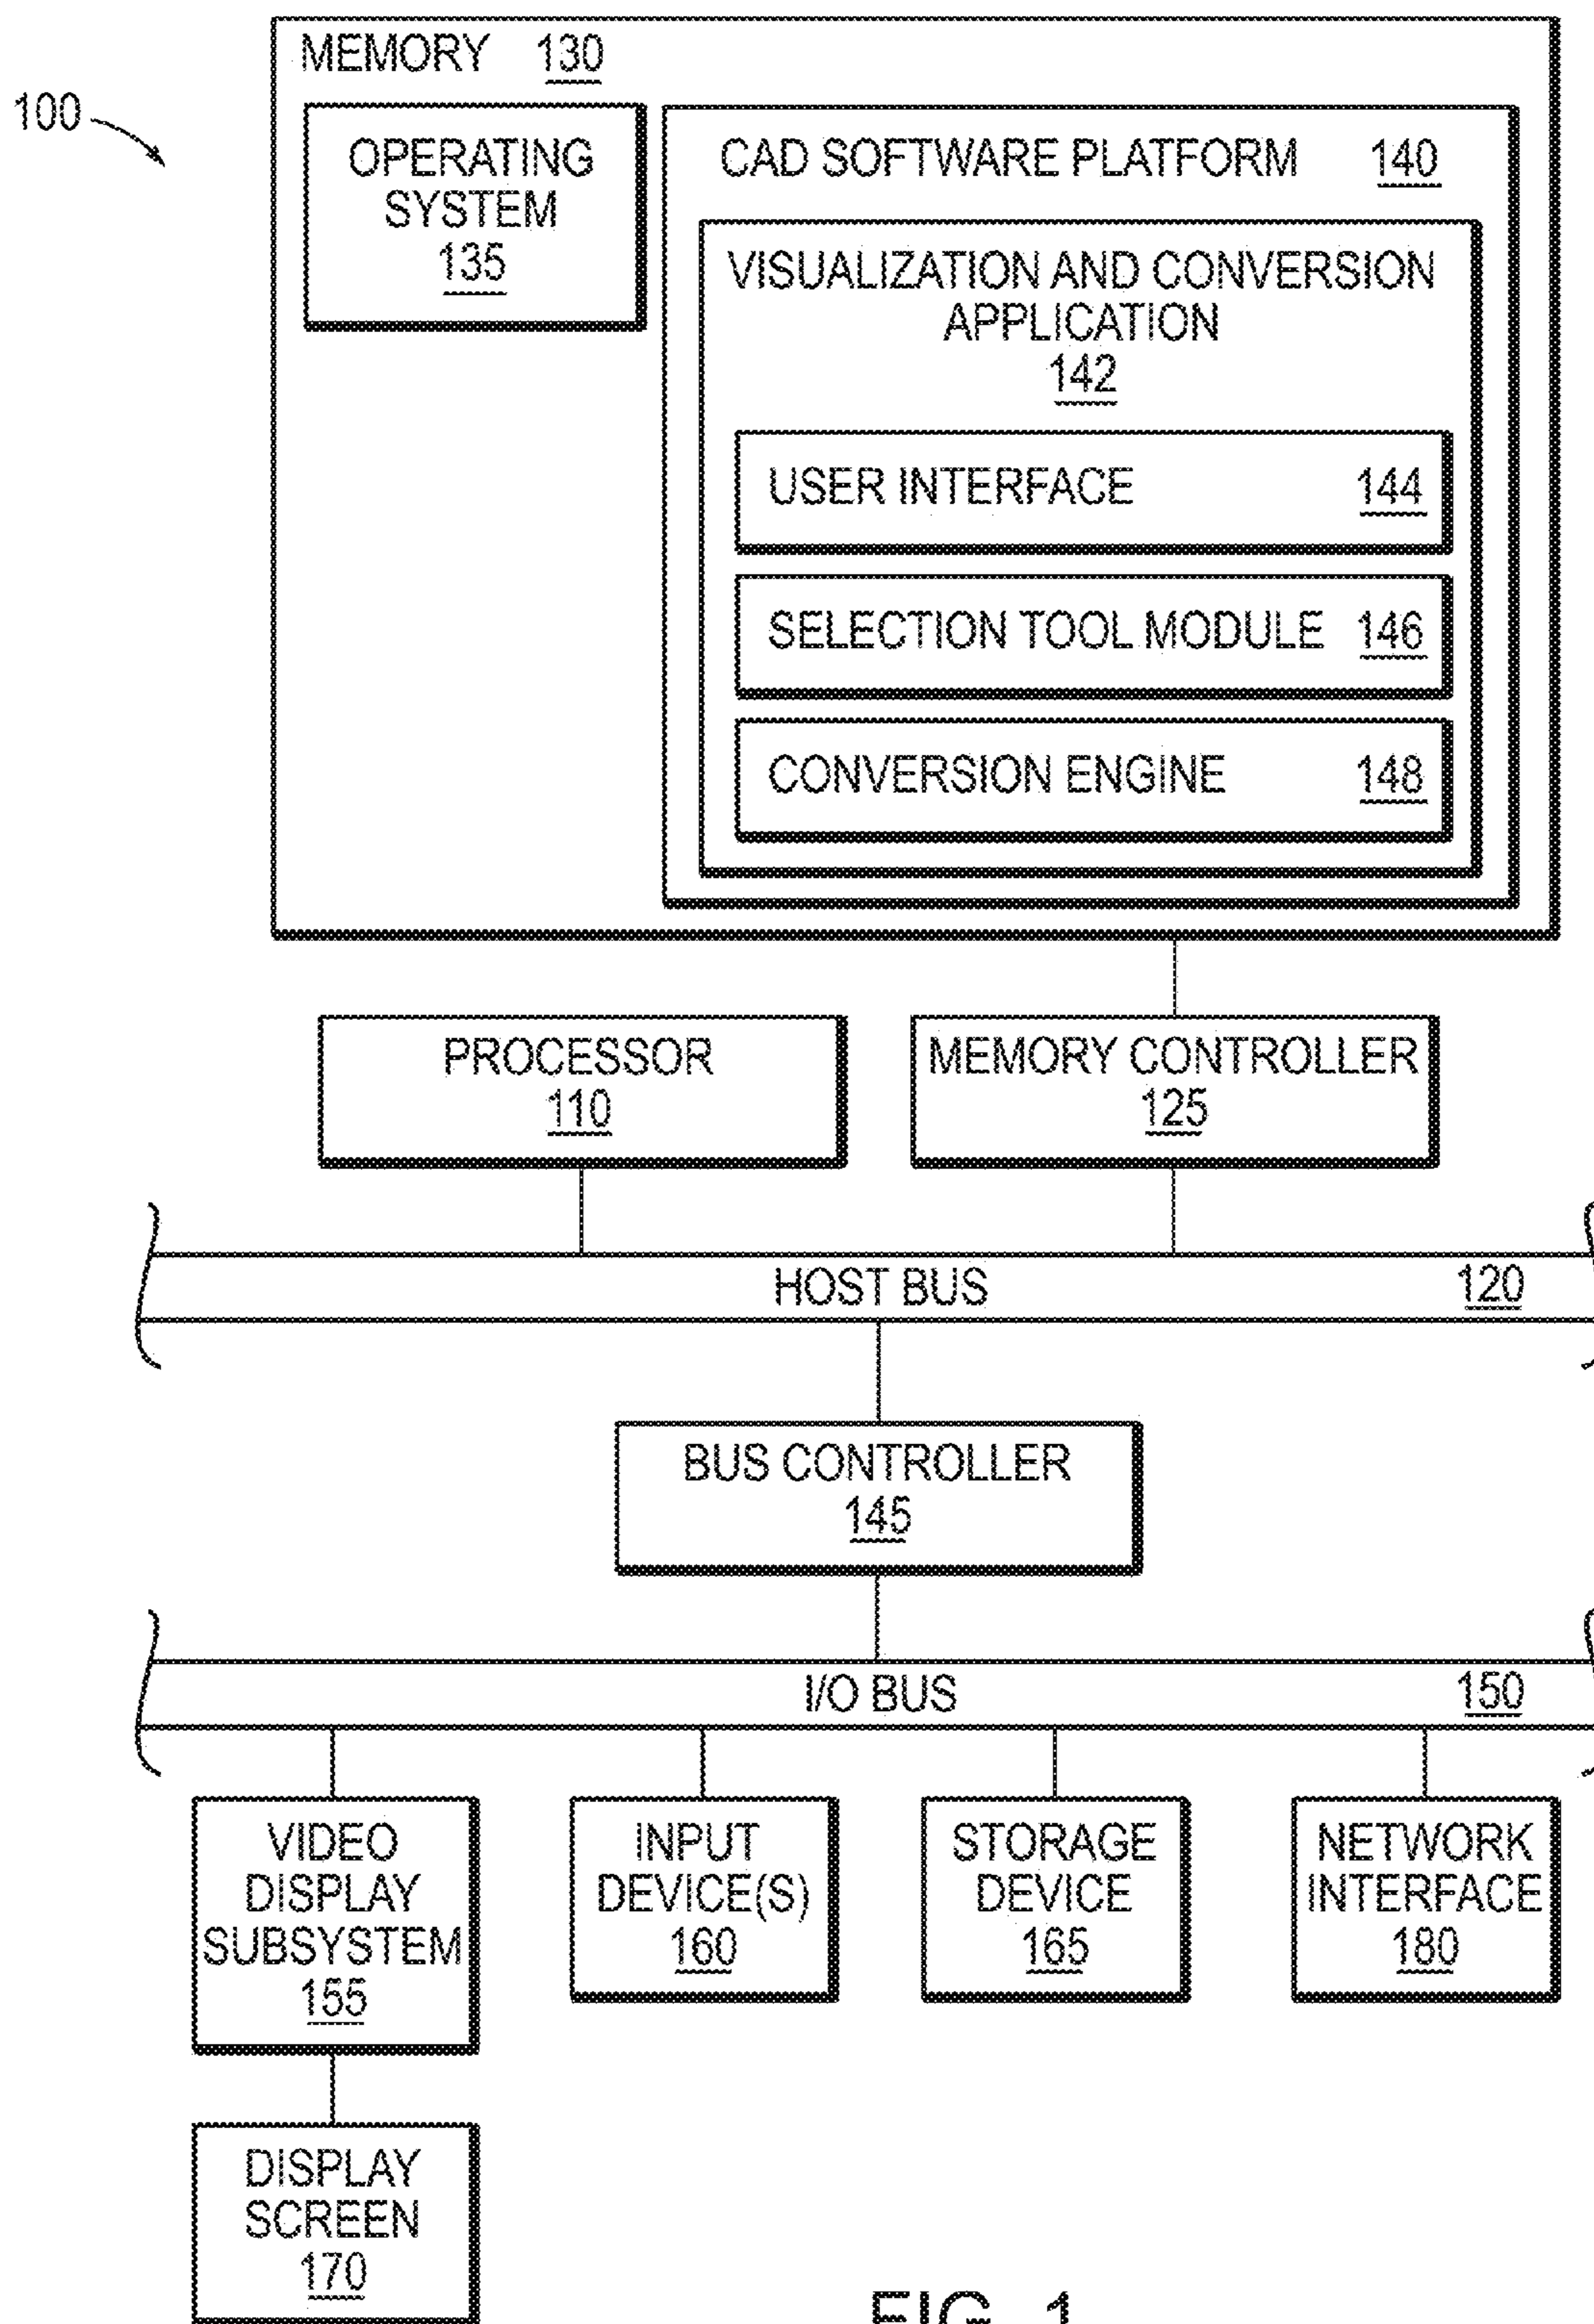 MEMORY 130
100
OPERATING
SYSTEM
135
CAD SOFTWARE PLATFORM 140
VISUALIZATION AND CONVERSION
APPLICATION
142
USER INTERFACE 144
SELECTION TOOL MODULE 146
CONVERSION ENGINE 148
PROCESSOR
110
MEMORY CONTROLLER
125
HOST BUS 120
BUS CONTROLLER
145
I/O BUS 150
VIDEO
DISPLAY
SUBSYSTEM
155
INPUT
DEVICE(S)
160
STORAGE
DEVICE
165
NETWORK
INTERFACE
180
DISPLAY
SCREEN
170
FIG. 1